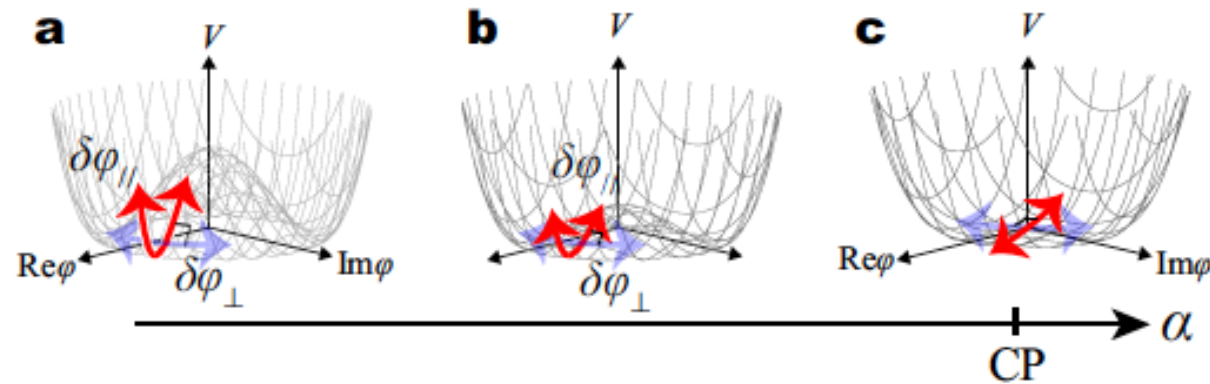 a b c
V V V
δφ// δφ//
Reφ Imφ Reφ Imφ
δφ⊥ δφ⊥
α
CP